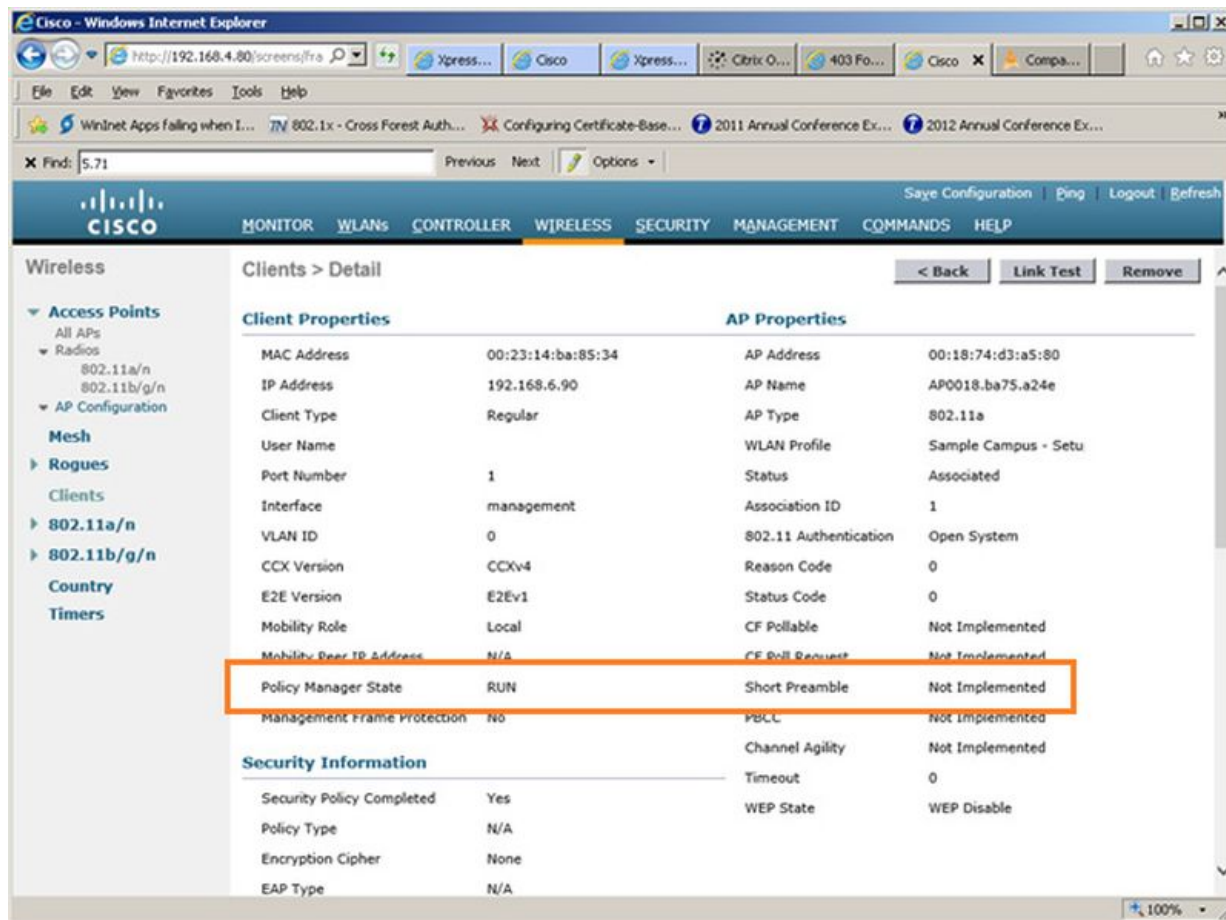 Cisco - Windows Internet Explorer
http://192.168.4.80/screens/fra
Xpress... Cisco Xpress... Citrix O... 403 Fo... Cisco Compa...
File Edit View Favorites Tools Help
WinInet Apps failing when I... 802.1x - Cross Forest Auth... Configuring Certificate-Base... 2011 Annual Conference Ex... 2012 Annual Conference Ex...
Find: 5.71 Previous Next Options
Save Configuration Ping Logout Refresh
CISCO MONITOR WLANs CONTROLLER WIRELESS SECURITY MANAGEMENT COMMANDS HELP
Wireless
Access Points
All APs
Radios
802.11a/n
802.11b/g/n
AP Configuration
Mesh
Rogues
Clients
802.11a/n
802.11b/g/n
Country
Timers
Clients > Detail
< Back Link Test Remove
Client Properties
MAC Address 00:23:14:ba:85:34
IP Address 192.168.6.90
Client Type Regular
User Name
Port Number 1
Interface management
VLAN ID 0
CCX Version CCXv4
E2E Version E2Ev1
Mobility Role Local
Mobility Peer IP Address N/A
Policy Manager State RUN
Management Frame Protection No
Security Information
Security Policy Completed Yes
Policy Type N/A
Encryption Cipher None
EAP Type N/A
AP Properties
AP Address 00:18:74:d3:a5:80
AP Name AP0018.ba75.a24e
AP Type 802.11a
WLAN Profile Sample Campus - Setu
Status Associated
Association ID 1
802.11 Authentication Open System
Reason Code 0
Status Code 0
CF Pollable Not Implemented
CF Poll Request Not Implemented
Short Preamble Not Implemented
PBCC Not Implemented
Channel Agility Not Implemented
Timeout 0
WEP State WEP Disable
100%